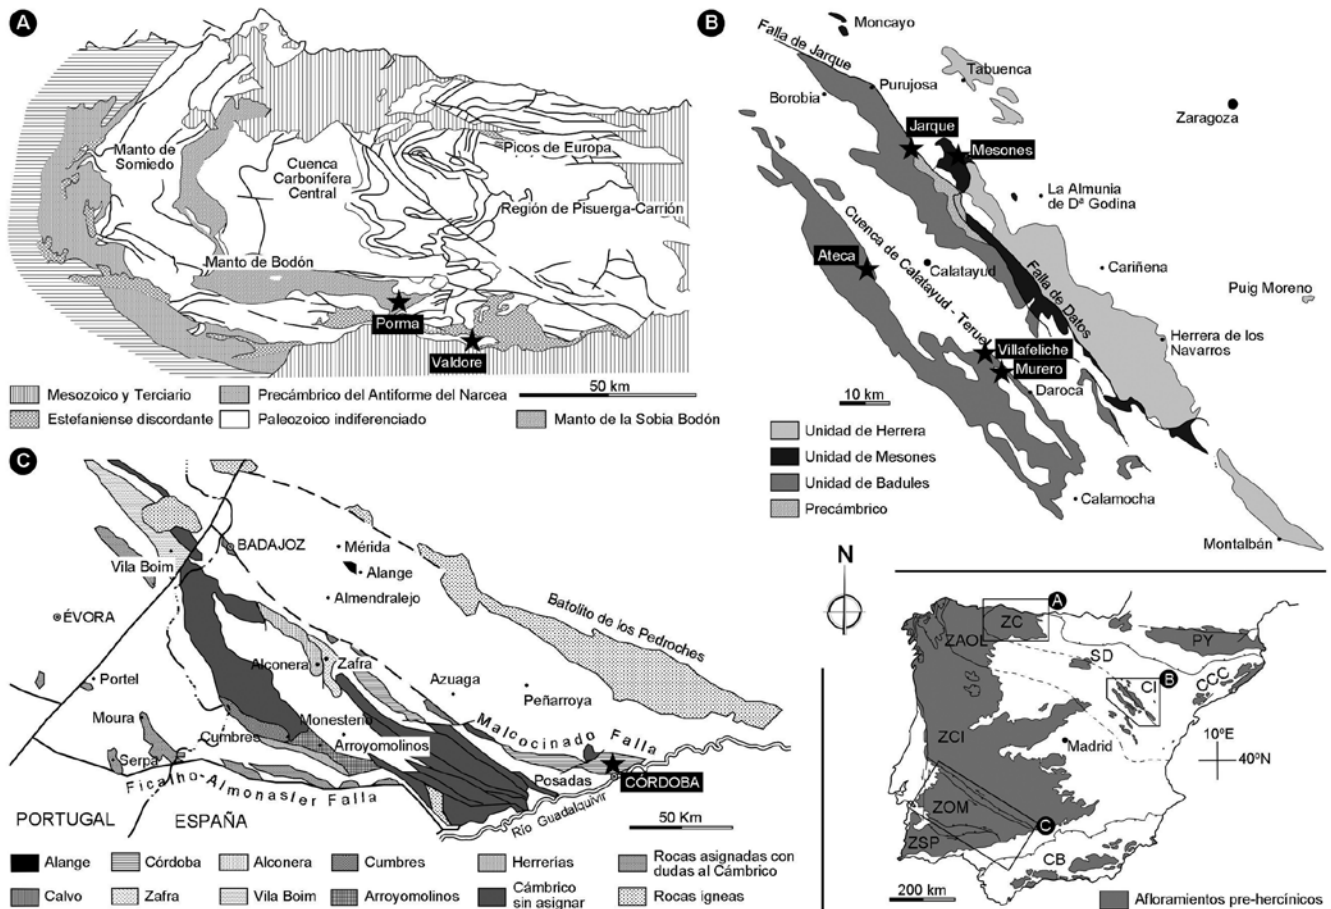 A
Manto de
Somiedo
Cuenca
Carbonífera
Central
Picos de Europa
Región de Pisuerga-Carrión
Manto de Bodón
Porma
Valdore
50 km
Mesozoico y Terciario
Precámbrico del Antiforme del Narcea
Estefaniense discordante
Paleozoico indiferenciado
Manto de la Sobia Bodón
B
Moncayo
Falla de Jarque
Tabuenca
Purujosa
Borobia
Zaragoza
Jarque
Mesones
La Almunia
de Dª Godina
Cuenca de Calatayud - Teruel
Ateca
Calatayud
Falla de Datos
Cariñena
Puig Moreno
Villafeliche
Herrera de los
Navarros
Murero
Daroca
10 km
Unidad de Herrera
Unidad de Mesones
Unidad de Badules
Precámbrico
Calamocha
Montalbán
C
BADAJOZ
Mérida
Vila Boim
Alange
Almendralejo
ÉVORA
Batolito de los Pedroches
Alconera
Zafra
Azuaga
Portel
Peñarroya
Moura
Monesterio
Cumbres
Malcocinado Falla
Arroyomolinos
Serpa
Posadas
CÓRDOBA
Ficalho-Almonaster Falla
Río Guadalquivir
PORTUGAL
ESPAÑA
50 Km
Alange
Córdoba
Alconera
Cumbres
Herrerías
Rocas asignadas con
dudas al Cámbrico
Calvo
Zafra
Vila Boim
Arroyomolinos
Cámbrico
sin asignar
Rocas igneas
N
A
ZC
ZAOL
PY
SD
B
CI
CCC
ZCI
Madrid
10ºE
40ºN
ZOM
C
ZSP
CB
200 km
Afloramientos pre-hercínicos